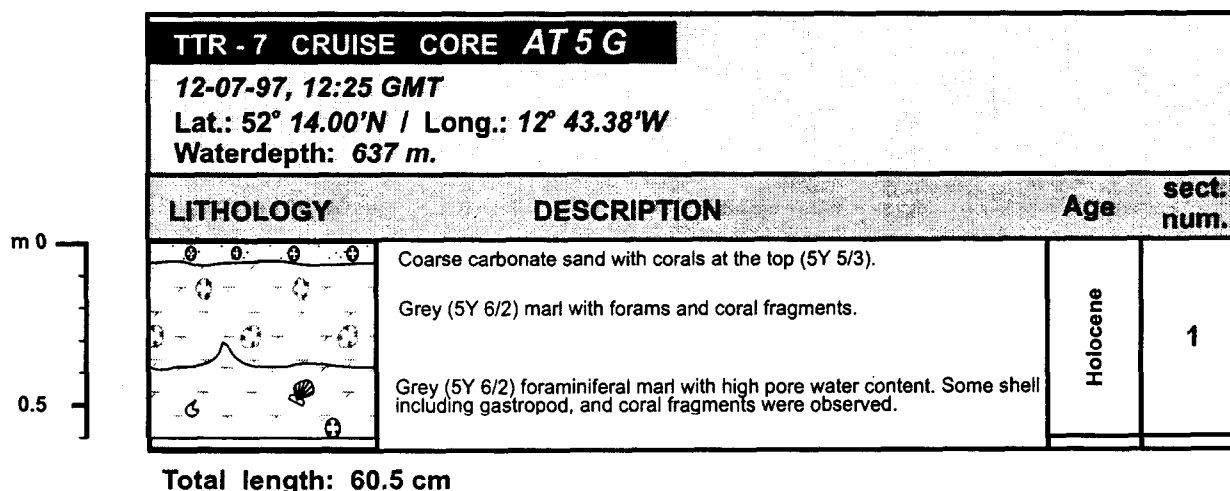 TTR - 7 CRUISE CORE AT 5 G
12-07-97, 12:25 GMT
Lat.: 52° 14.00'N / Long.: 12° 43.38'W
Waterdepth: 637 m.
LITHOLOGY DESCRIPTION Age sect. num.
m 0
Coarse carbonate sand with corals at the top (5Y 5/3).
Grey (5Y 6/2) marl with forams and coral fragments.
Holocene
1
0.5
Grey (5Y 6/2) foraminiferal marl with high pore water content. Some shell
including gastropod, and coral fragments were observed.
Total length: 60.5 cm